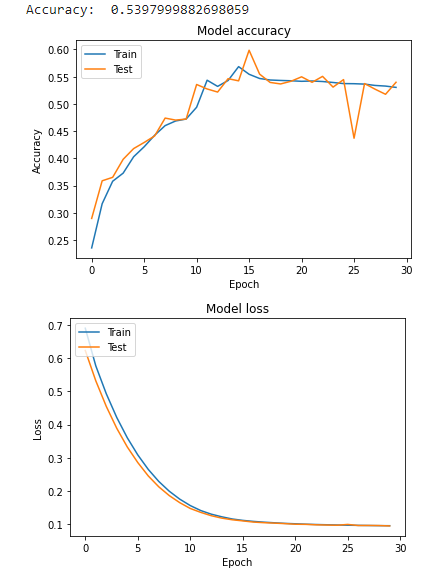 Accuracy:  0.5397999882698059
Model accuracy
0.60
0.55
0.50
0.45
0.40
0.35
0.30
0.25
Accuracy
Train
Test
0 5 10 15 20 25 30
Epoch
Model loss
0.7
0.6
0.5
0.4
0.3
0.2
0.1
Loss
Train
Test
0 5 10 15 20 25 30
Epoch